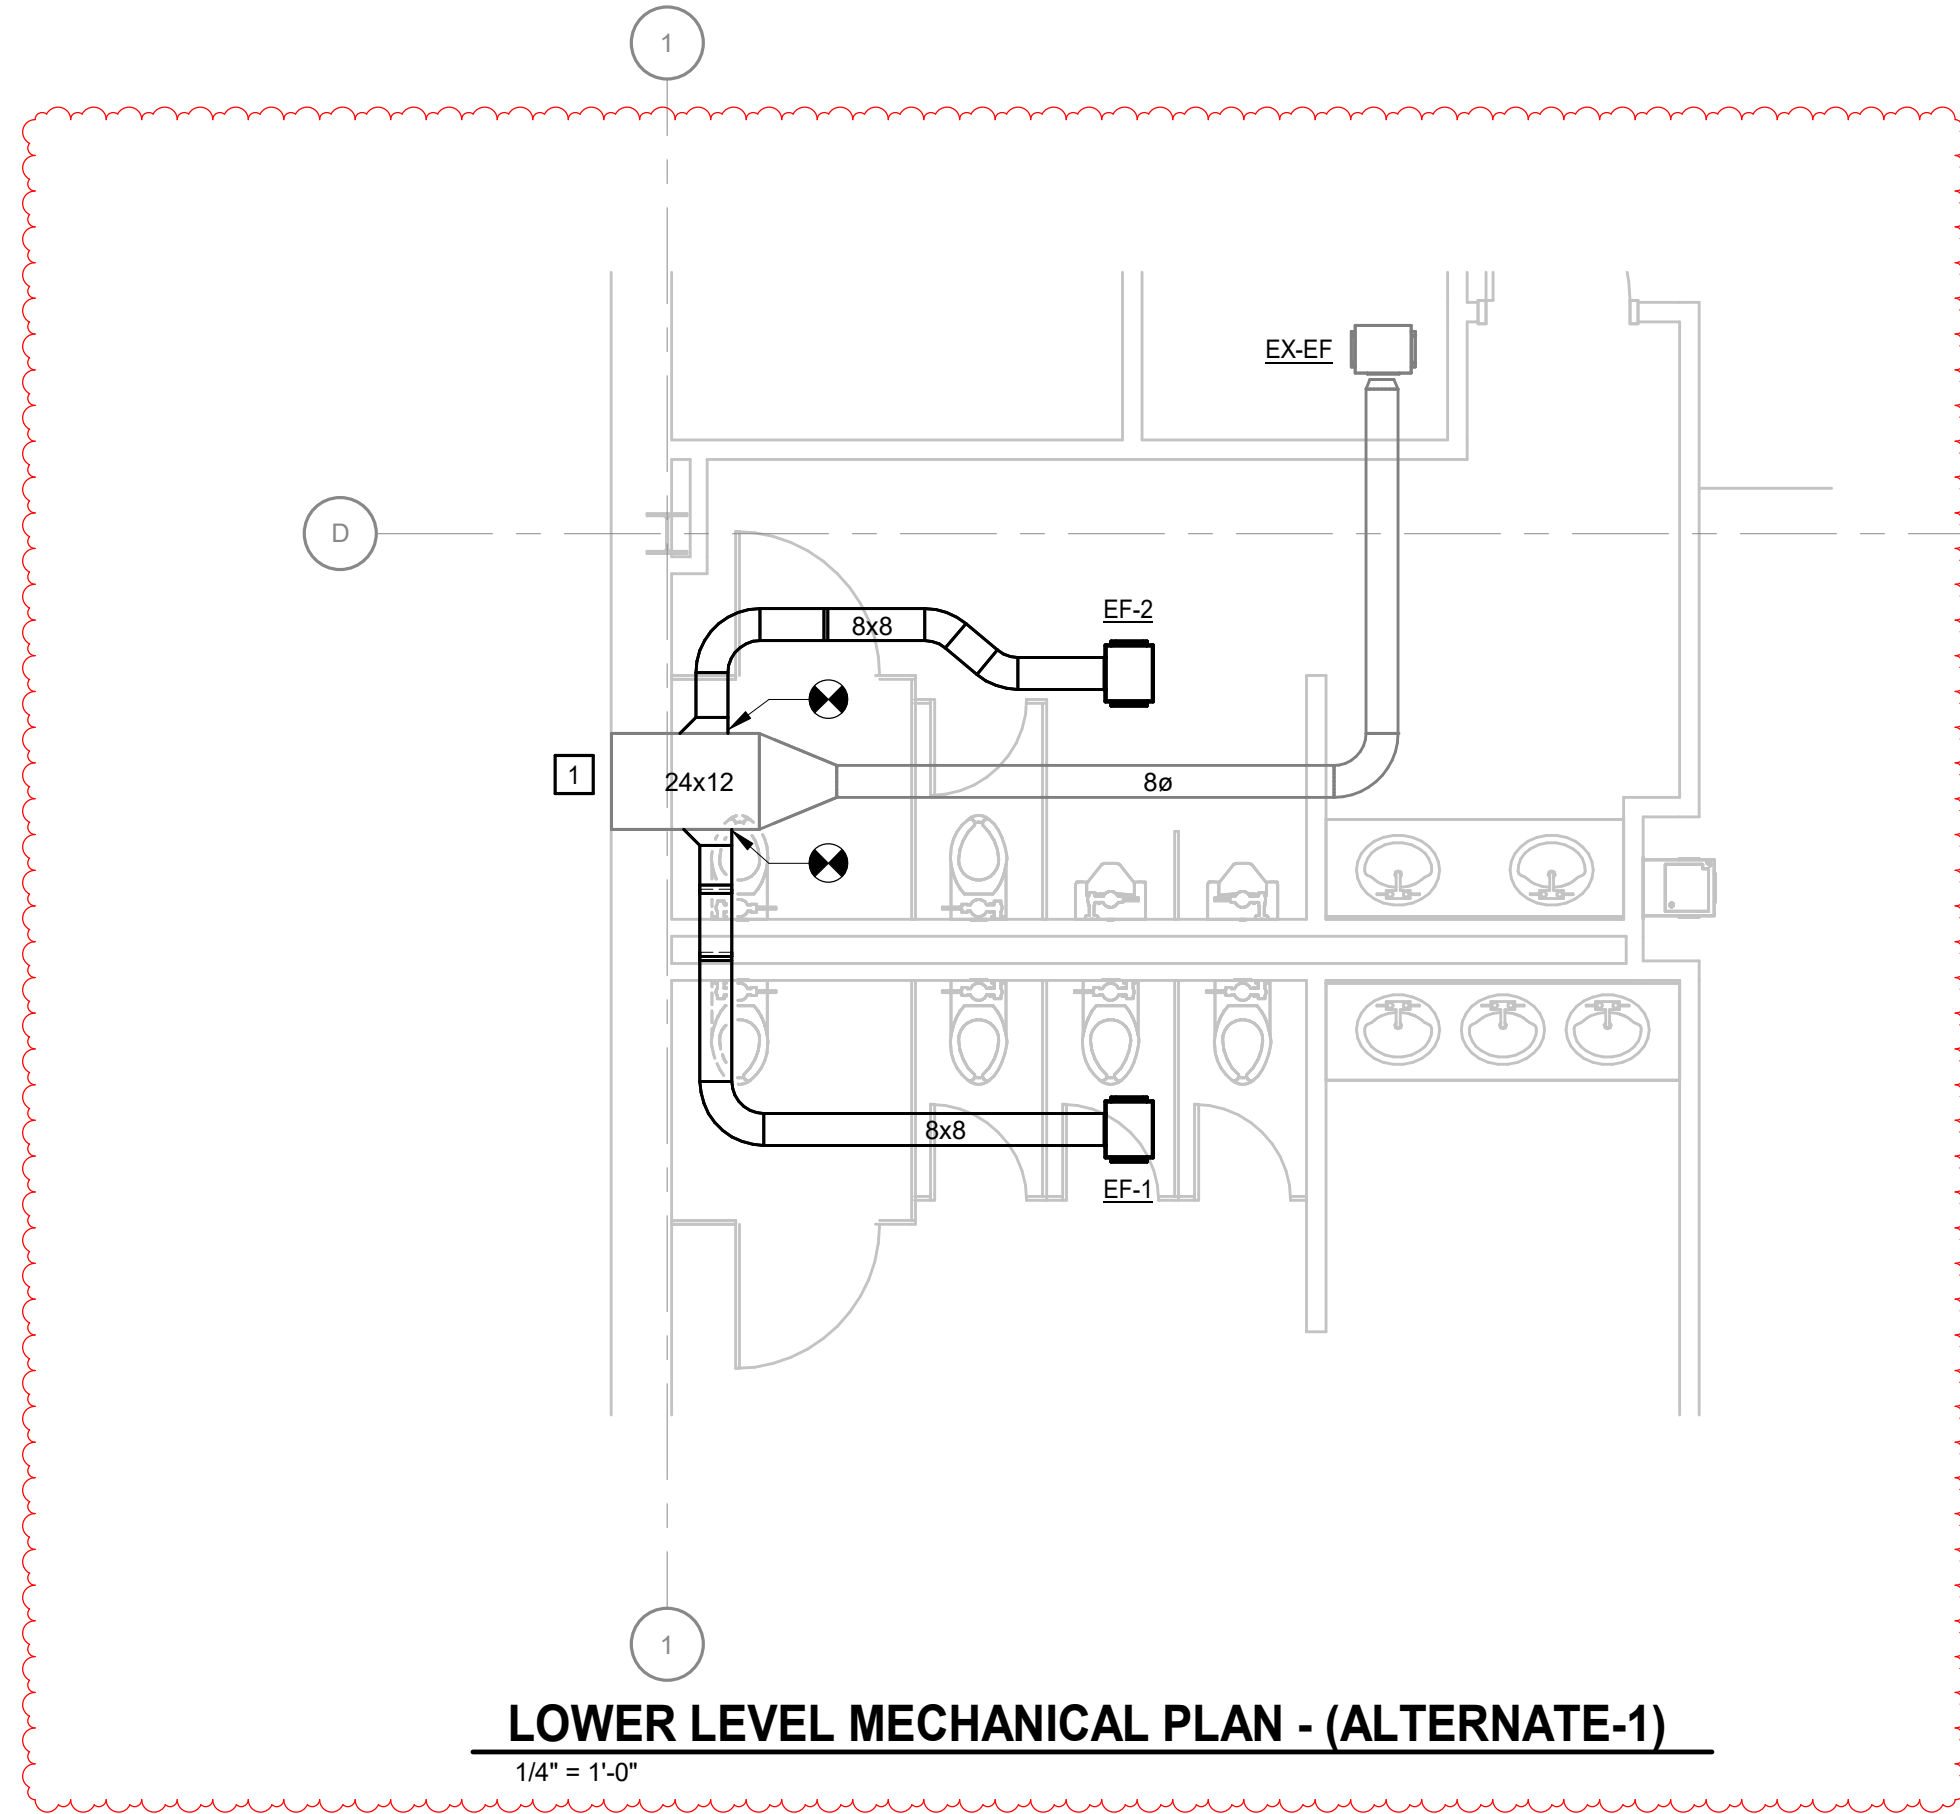 1
EX-EF
D
EF-2
8x8
1
24x12
8ø
8x8
EF-1
1
LOWER LEVEL MECHANICAL PLAN - (ALTERNATE-1)
1/4" = 1'-0"